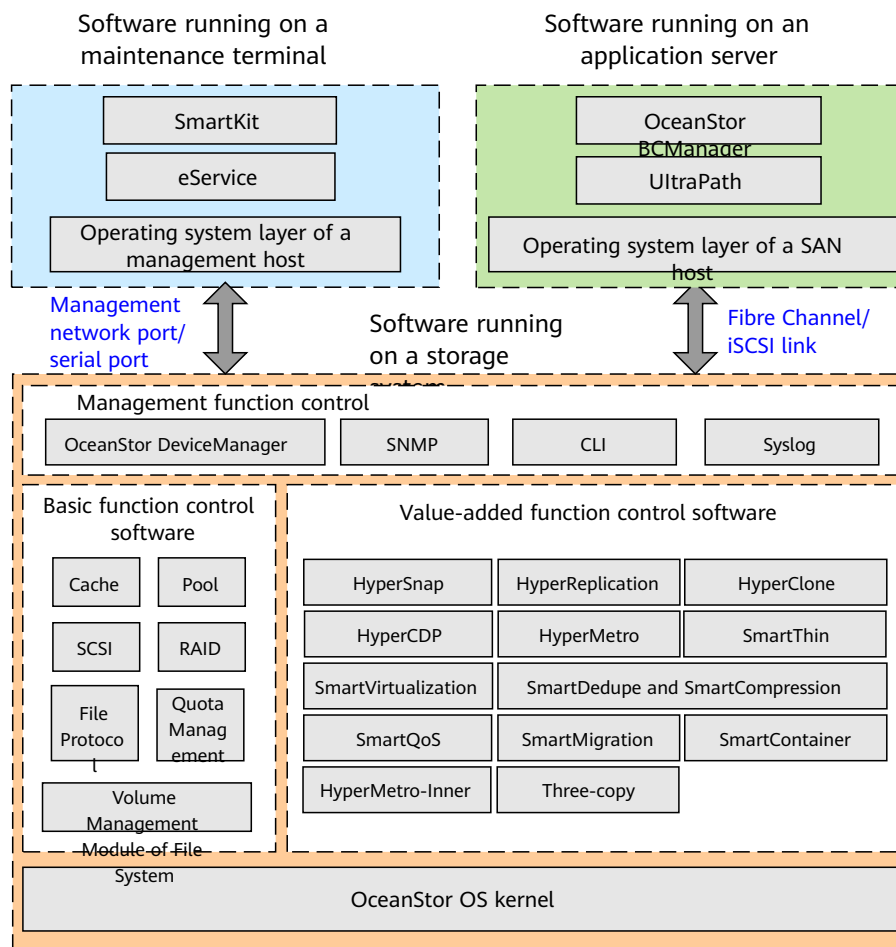 Software running on a
maintenance terminal
Software running on an
application server
SmartKit
eService
Operating system layer of a
management host
OceanStor
BCManager
UltraPath
Operating system layer of a SAN
host
Management
network port/
serial port
Software running
on a storage
system
Fibre Channel/
iSCSI link
Management function control
OceanStor DeviceManager
SNMP
CLI
Syslog
Basic function control
software
Cache
Pool
SCSI
RAID
File
Protoco
l
Quota
Manag
ement
Volume
Management
Module of File
System
Value-added function control software
HyperSnap
HyperReplication
HyperClone
HyperCDP
HyperMetro
SmartThin
SmartVirtualization
SmartDedupe and SmartCompression
SmartQoS
SmartMigration
SmartContainer
HyperMetro-Inner
Three-copy
OceanStor OS kernel